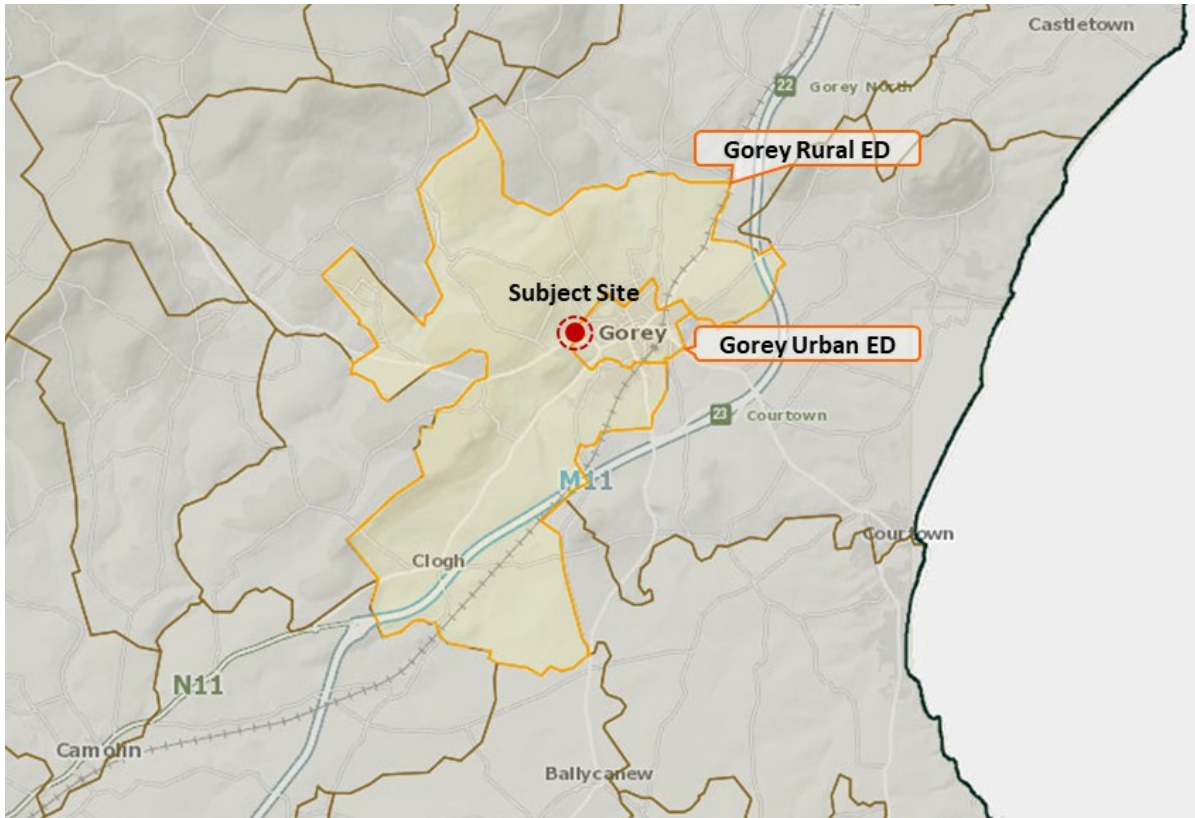 Castletown
22 Gorey North
Gorey Rural ED
Subject Site
Gorey
Gorey Urban ED
23 Courtown
M11
Courtown
Clogh
N11
Camolin
Ballycanew